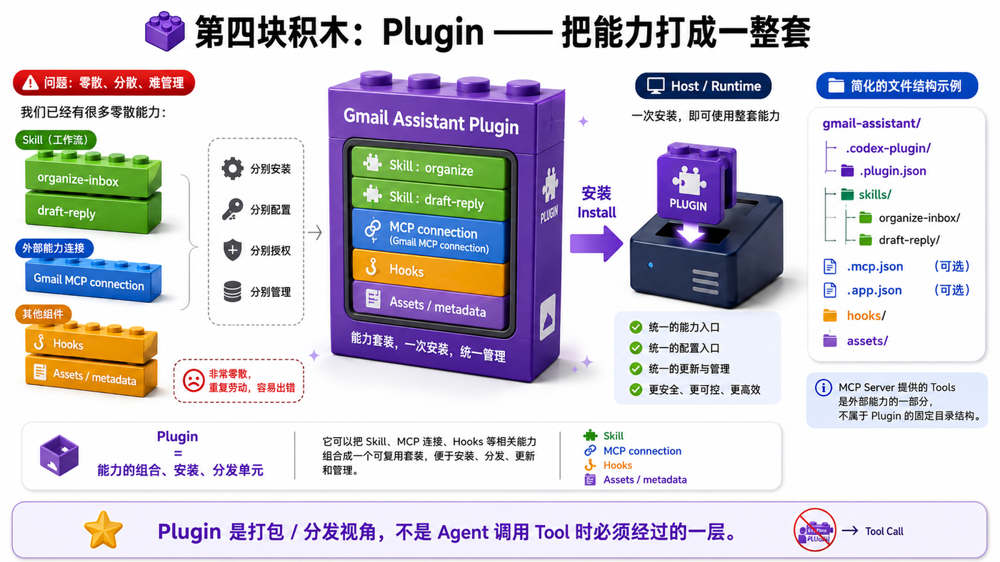 第四块积木：Plugin —— 把能力打成一整套
问题：零散、分散、难管理
我们已经有很多零散能力：
Skill（工作流）
organize-inbox
draft-reply
外部能力连接
Gmail MCP connection
其他组件
Hooks
Assets / metadata
分别安装
分别配置
分别授权
分别管理
非常零散，
重复劳动，容易出错
Gmail Assistant Plugin
Skill：organize
Skill：draft-reply
MCP connection
(Gmail MCP connection)
Hooks
Assets / metadata
能力套装，一次安装，统一管理
PLUGIN
安装
Install
Host / Runtime
一次安装，即可使用整套能力
PLUGIN
统一的能力入口
统一的配置入口
统一的更新与管理
更安全、更可控、更高效
简化的文件结构示例
gmail-assistant/
.codex-plugin/
.plugin.json
skills/
organize-inbox/
draft-reply/
.mcp.json （可选）
.app.json （可选）
hooks/
assets/
MCP Server 提供的 Tools
是外部能力的一部分，
不属于 Plugin 的固定目录结构。
Plugin
=
能力的组合、安装、分发单元
它可以把 Skill、MCP 连接、Hooks 等相关能力
组合成一个可复用套装，便于安装、分发、更新
和管理。
Skill
MCP connection
Hooks
Assets / metadata
Plugin 是打包 / 分发视角，不是 Agent 调用 Tool 时必须经过的一层。
PLUGIN
Tool Call